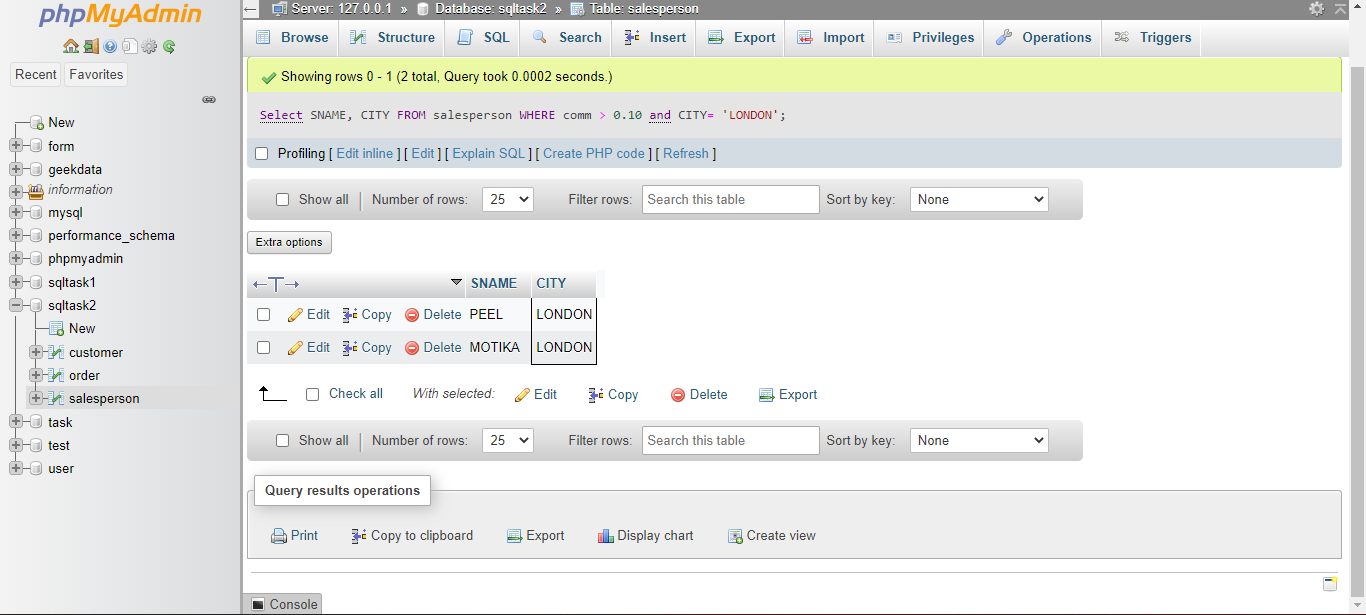 phpMyAdmin
Recent Favorites
New
form
geekdata
information
mysql
performance_schema
phpmyadmin
sqltask1
sqltask2
New
customer
order
salesperson
task
test
user
Server: 127.0.0.1 » Database: sqltask2 » Table: salesperson
Browse Structure SQL Search Insert Export Import Privileges Operations Triggers
Showing rows 0 - 1 (2 total, Query took 0.0002 seconds.)
Select SNAME, CITY FROM salesperson WHERE comm > 0.10 and CITY= 'LONDON';
Profiling [ Edit inline ] [ Edit ] [ Explain SQL ] [ Create PHP code ] [ Refresh ]
Show all | Number of rows: 25 Filter rows: Search this table Sort by key: None
Extra options
←T→ SNAME CITY
Edit Copy Delete PEEL LONDON
Edit Copy Delete MOTIKA LONDON
Check all With selected: Edit Copy Delete Export
Show all | Number of rows: 25 Filter rows: Search this table Sort by key: None
Query results operations
Print Copy to clipboard Export Display chart Create view
Console